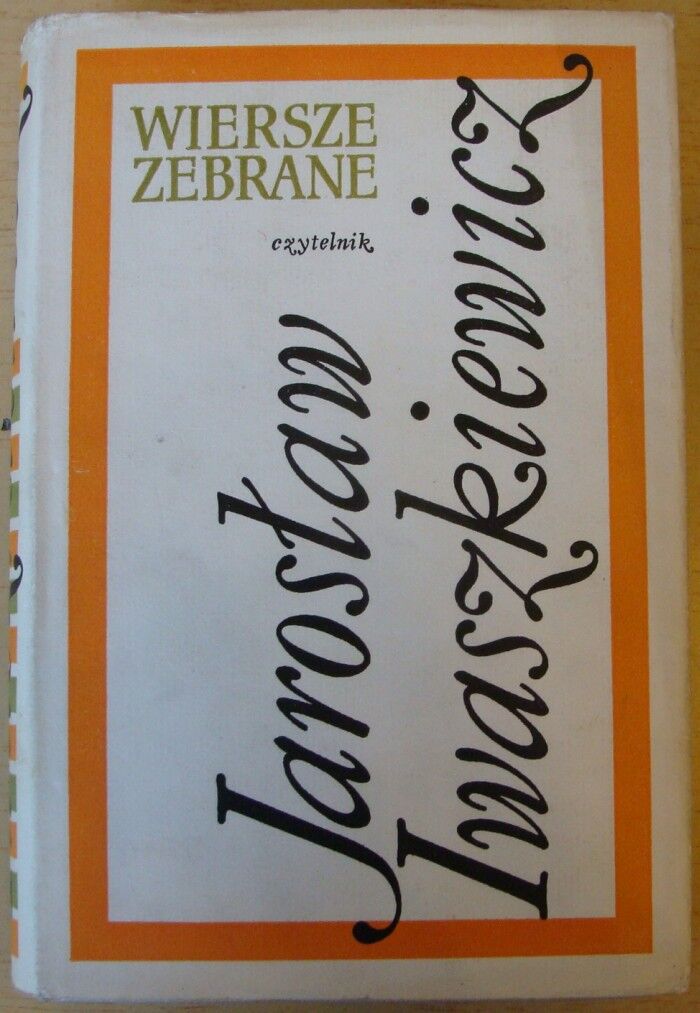 WIERSZE
ZEBRANE
czytelnik
Jarosław
Iwaszkiewicz